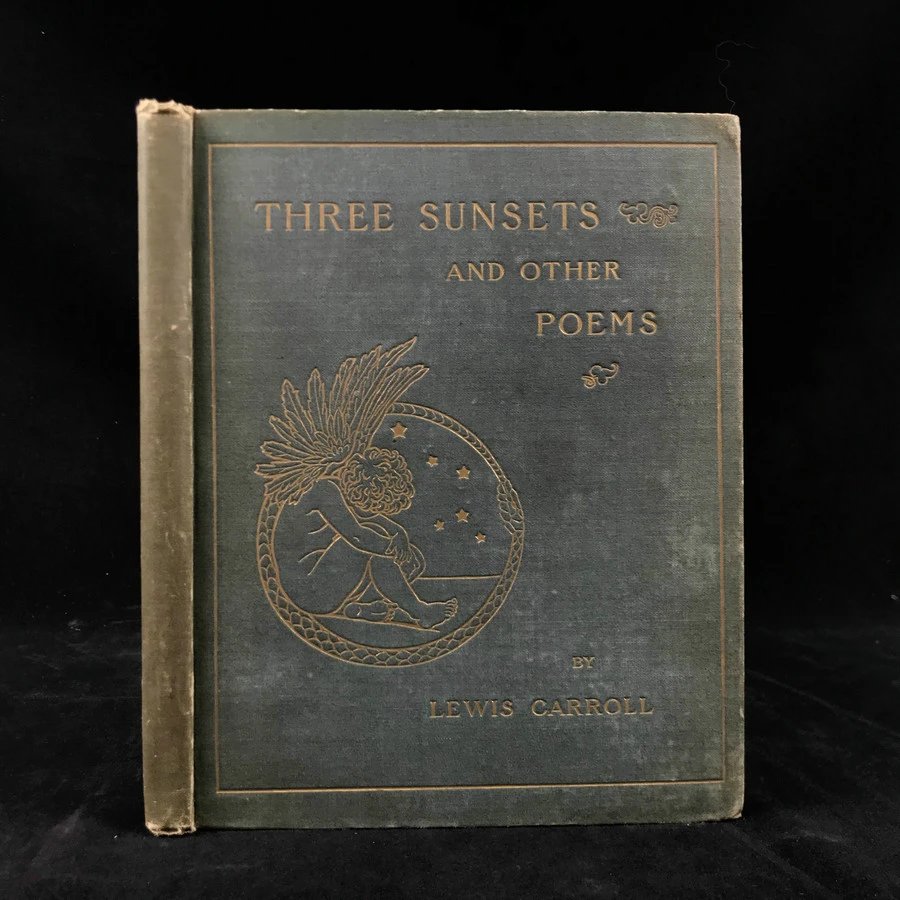 THREE SUNSETS
AND OTHER
POEMS
BY
LEWIS CARROLL